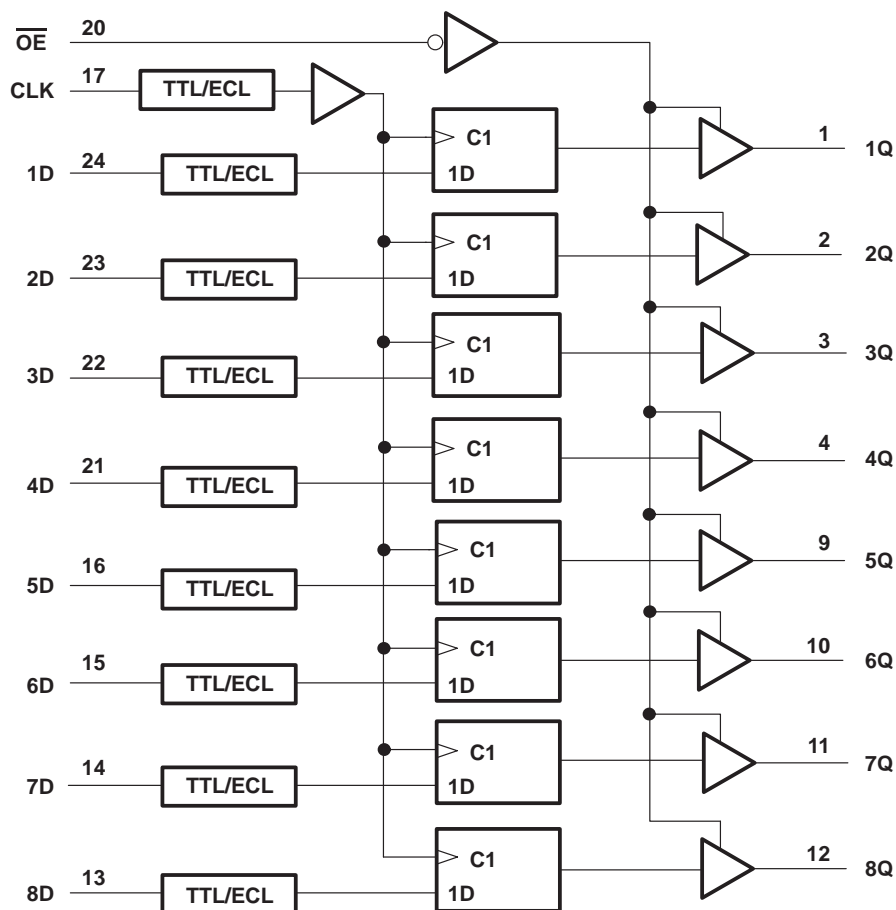 OE 20
CLK 17 TTL/ECL
C1
1D 24 TTL/ECL 1D 1 1Q
C1
2D 23 TTL/ECL 1D 2 2Q
C1
3D 22 TTL/ECL 1D 3 3Q
C1
4D 21 TTL/ECL 1D 4 4Q
C1
5D 16 TTL/ECL 1D 9 5Q
C1
6D 15 TTL/ECL 1D 10 6Q
C1
7D 14 TTL/ECL 1D 11 7Q
C1
8D 13 TTL/ECL 1D 12 8Q